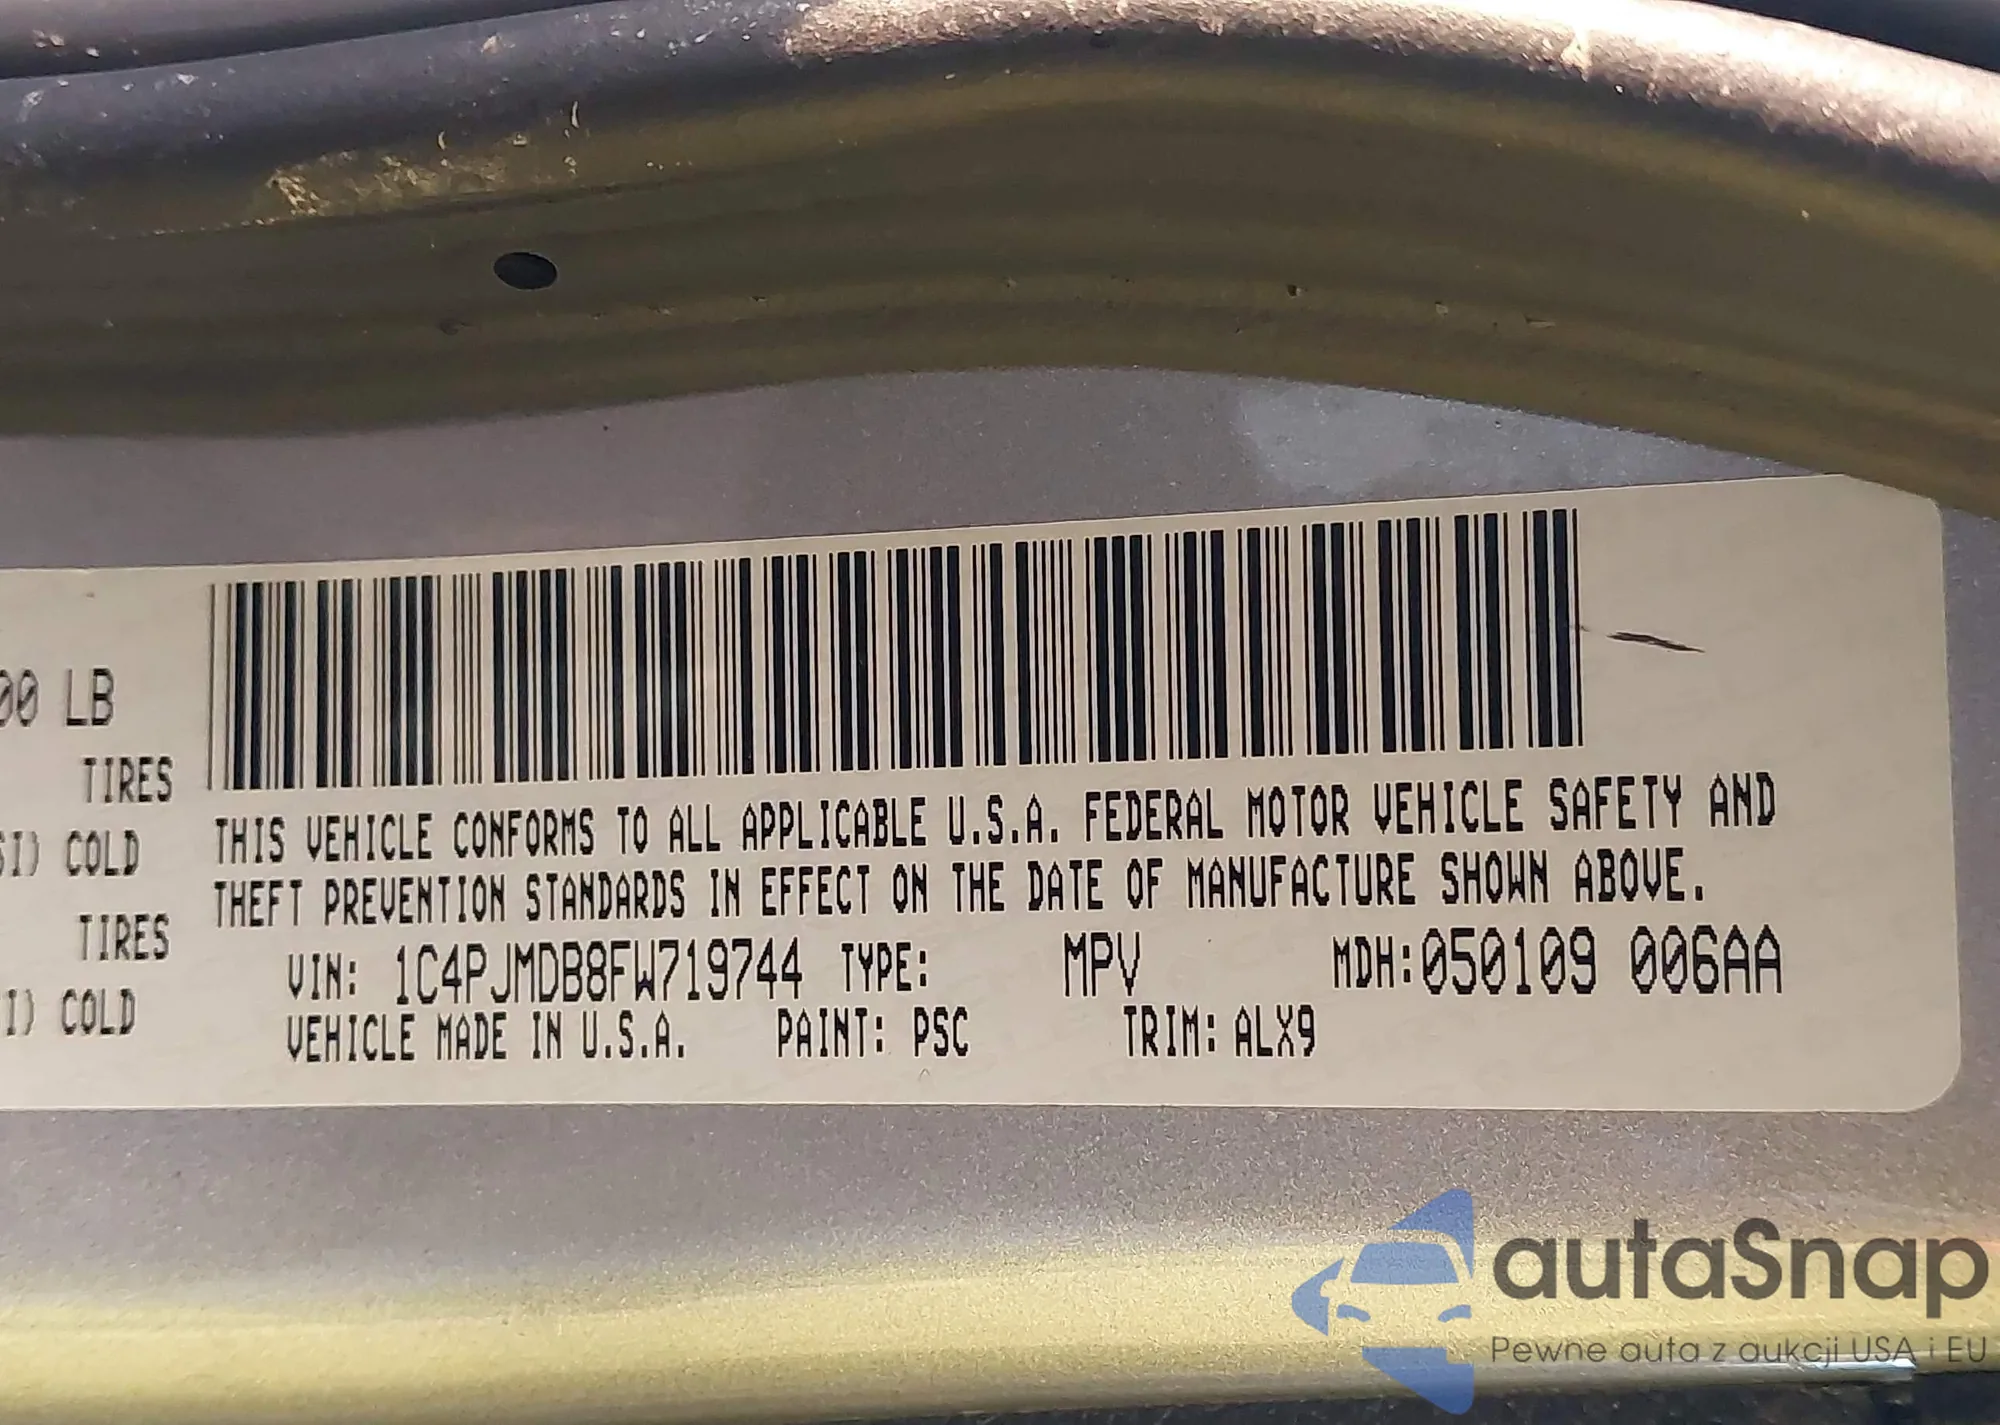 00 LB
TIRES
SI) COLD
TIRES
I) COLD
THIS VEHICLE CONFORMS TO ALL APPLICABLE U.S.A. FEDERAL MOTOR VEHICLE SAFETY AND
THEFT PREVENTION STANDARDS IN EFFECT ON THE DATE OF MANUFACTURE SHOWN ABOVE.
VIN: 1C4PJMDB8FW719744 TYPE: MPV MDH:050109 006AA
VEHICLE MADE IN U.S.A. PAINT: PSC TRIM: ALX9
autaSnap
Pewne auta z aukcji USA i EU